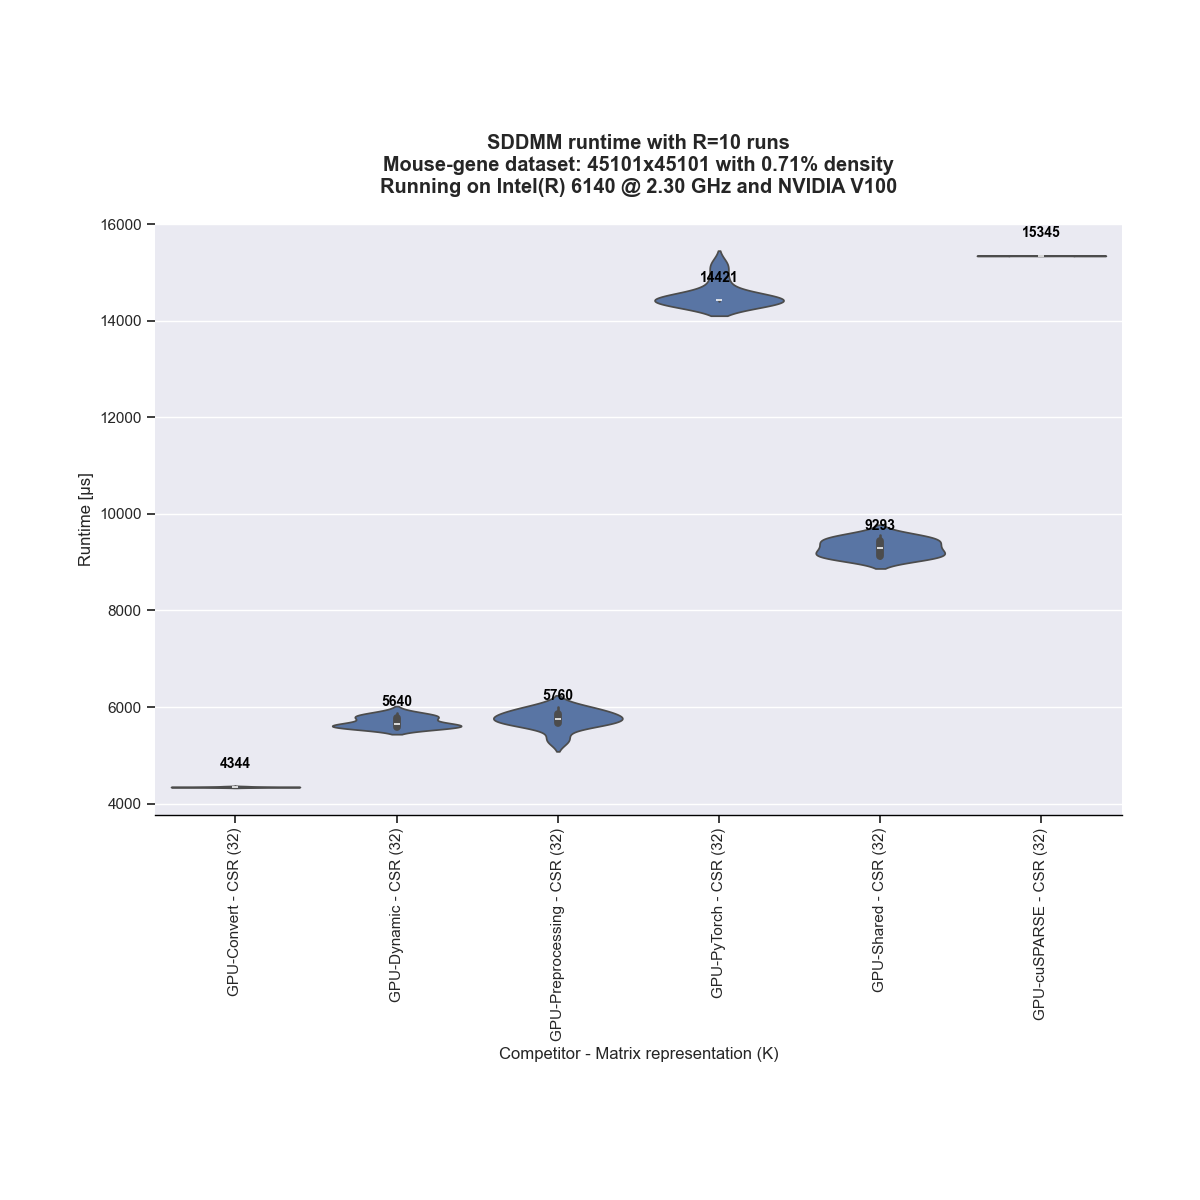 SDDMM runtime with R=10 runs
Mouse-gene dataset: 45101x45101 with 0.71% density
Running on Intel(R) 6140 @ 2.30 GHz and NVIDIA V100
Runtime [µs]
16000
14000
12000
10000
8000
6000
4000
4344
5640
5760
14421
9293
15345
GPU-Convert - CSR (32)
GPU-Dynamic - CSR (32)
GPU-Preprocessing - CSR (32)
GPU-PyTorch - CSR (32)
GPU-Shared - CSR (32)
GPU-cuSPARSE - CSR (32)
Competitor - Matrix representation (K)